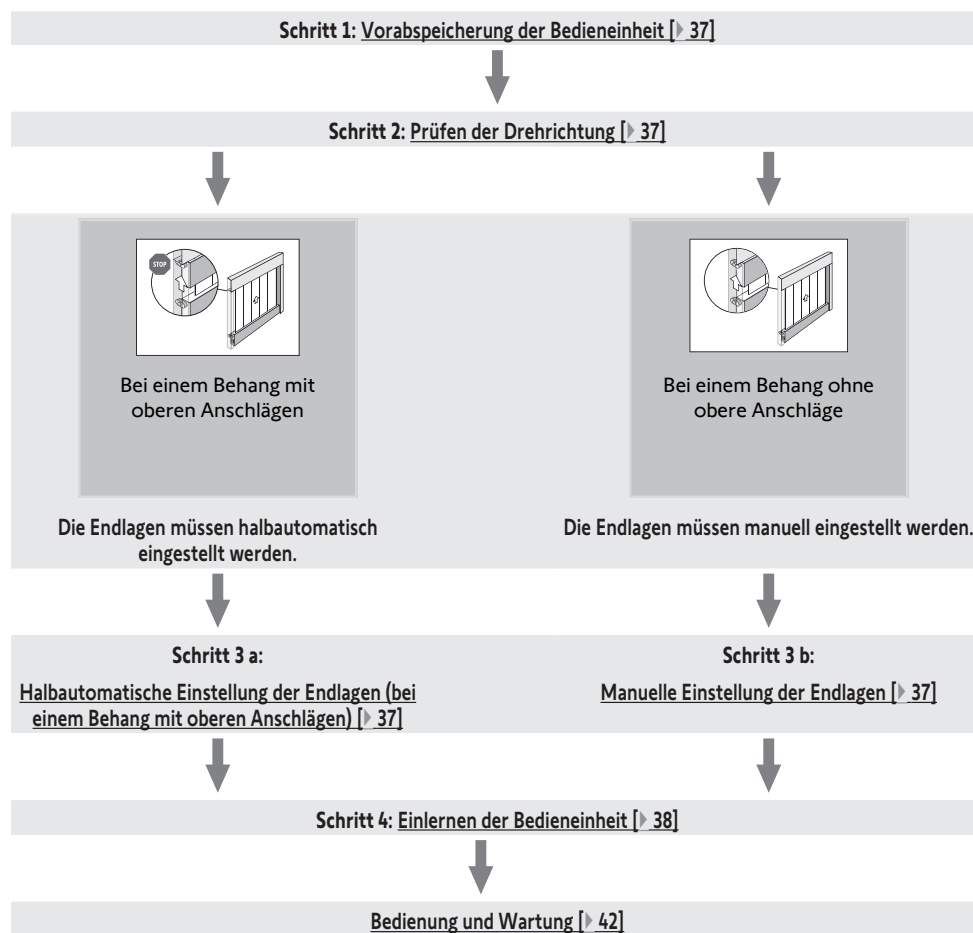 Schritt 1: Vorabspeicherung der Bedieneinheit [▶ 37]
Schritt 2: Prüfen der Drehrichtung [▶ 37]
STOP
Bei einem Behang mit
oberen Anschlägen
Die Endlagen müssen halbautomatisch
eingestellt werden.
Bei einem Behang ohne
obere Anschläge
Die Endlagen müssen manuell eingestellt werden.
Schritt 3 a:
Halbautomatische Einstellung der Endlagen (bei
einem Behang mit oberen Anschlägen) [▶ 37]
Schritt 3 b:
Manuelle Einstellung der Endlagen [▶ 37]
Schritt 4: Einlernen der Bedieneinheit [▶ 38]
Bedienung und Wartung [▶ 42]